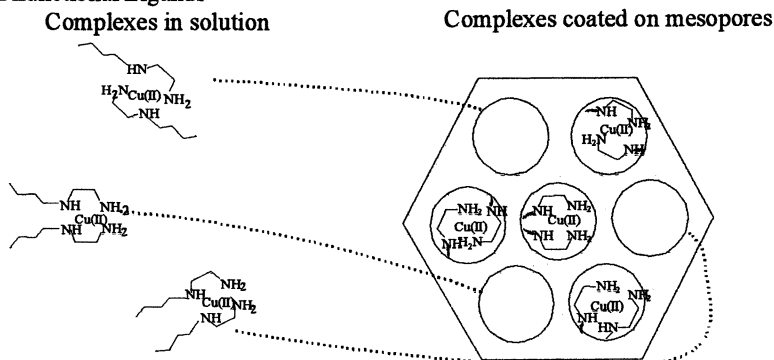 Ligands
Complexes in solution
Complexes coated on mesopores
HN
H₂N Cu(II) NH₂
NH
NH NH₂
Cu(II)
NH NH₂
NH₂
NH Cu(II) NH₂
NH
NH
NH₂
Cu(II)
H₂N
NH
NH₂ NH
Cu(II)
NH H₂N
NH NH₂
Cu(II)
NH NH₂
NH₂
NH₂
Cu(II)
NH
HN